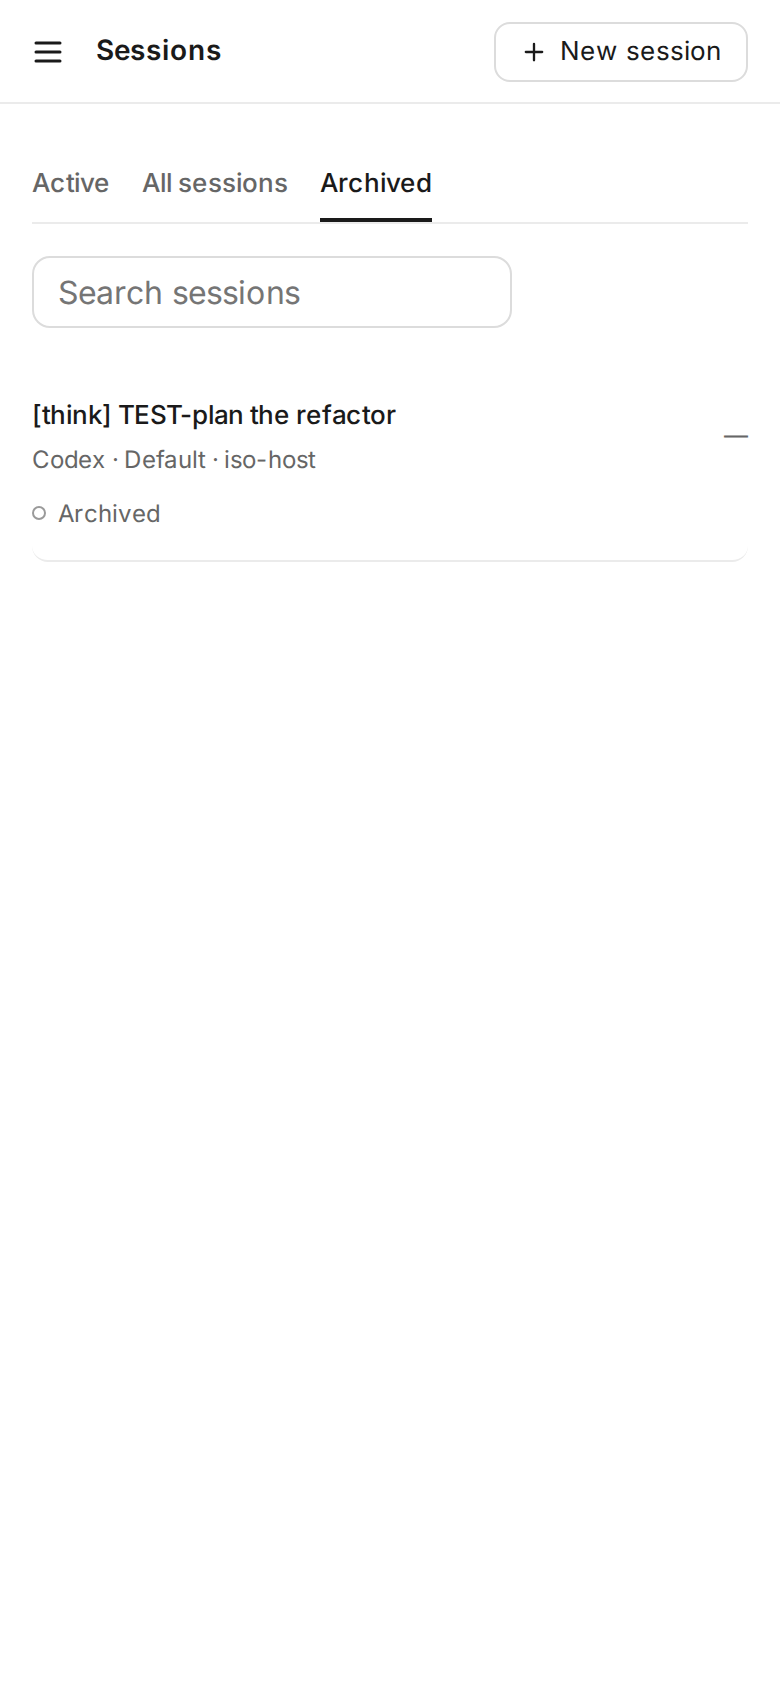 Sessions
+ New session
Active All sessions Archived
Search sessions
[think] TEST-plan the refactor
—
Codex · Default · iso-host
Archived